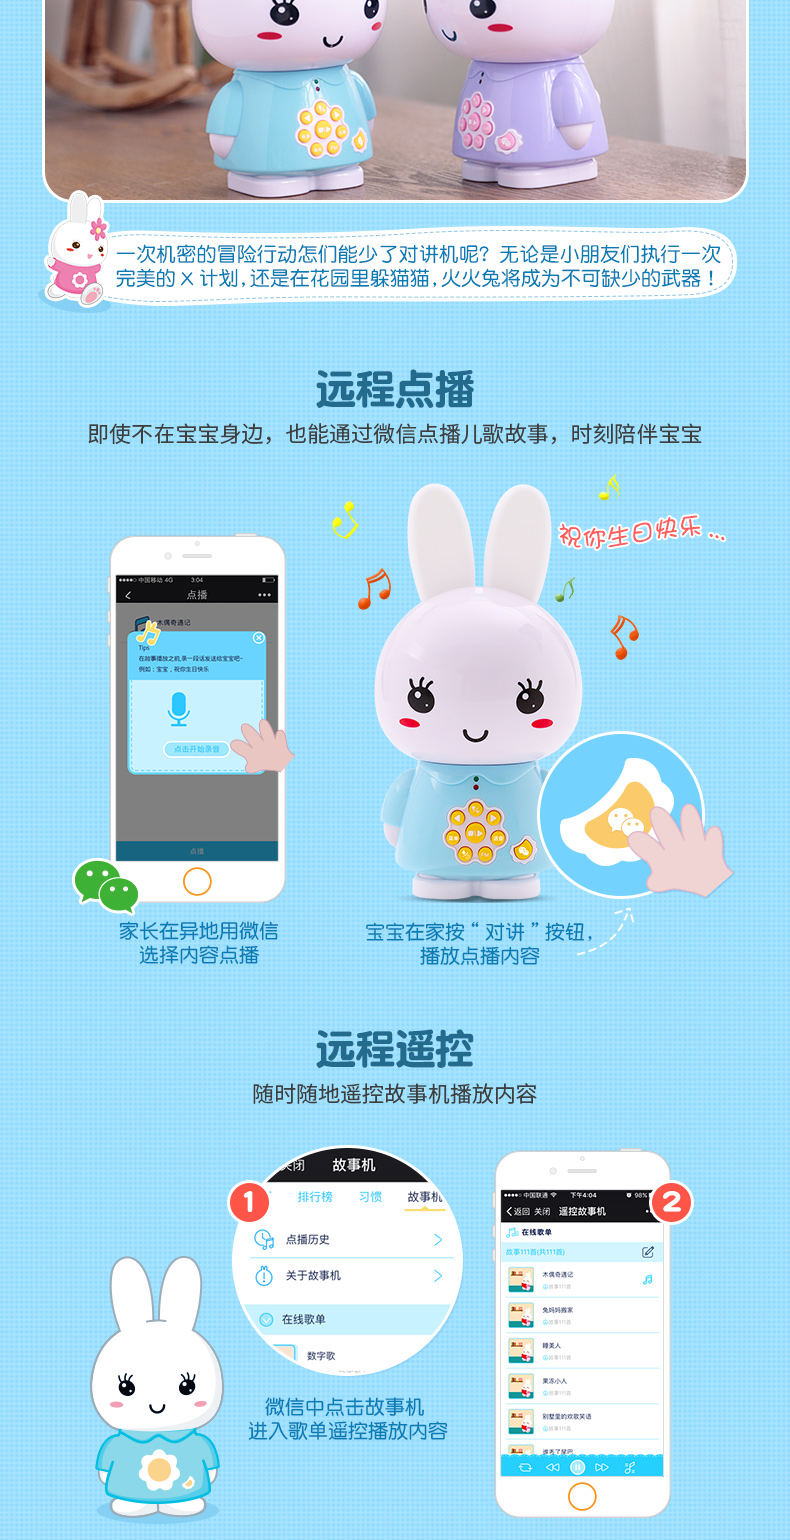 一次机密的冒险行动怎们能少了对讲机呢？无论是小朋友们执行一次
完美的X计划,还是在花园里躲猫猫,火火兔将成为不可缺少的武器！
远程点播
即使不在宝宝身边，也能通过微信点播儿歌故事，时刻陪伴宝宝
祝你生日快乐...
中国移动 4G 3:04
点播
木偶奇遇记
Tips
在故事播放之机,录一段话发送给宝宝吧~
例如：宝宝，祝你生日快乐
点击开始录音
点播
家长在异地用微信
选择内容点播
宝宝在家按“对讲”按钮,
播放点播内容
远程遥控
随时随地遥控故事机播放内容
1
关闭 故事机
排行榜 习惯 故事机
点播历史
关于故事机
在线歌单
数字歌
微信中点击故事机
进入歌单遥控播放内容
2
中国联通 下午4:04 98%
返回 关闭 遥控故事机
在线歌单
故事111首(共111首)
木偶奇遇记
故事111首
兔妈妈搬家
故事111首
睡美人
故事111首
果冻小人
故事111首
别墅里的欢歌笑语
故事111首
谁丢了尾巴